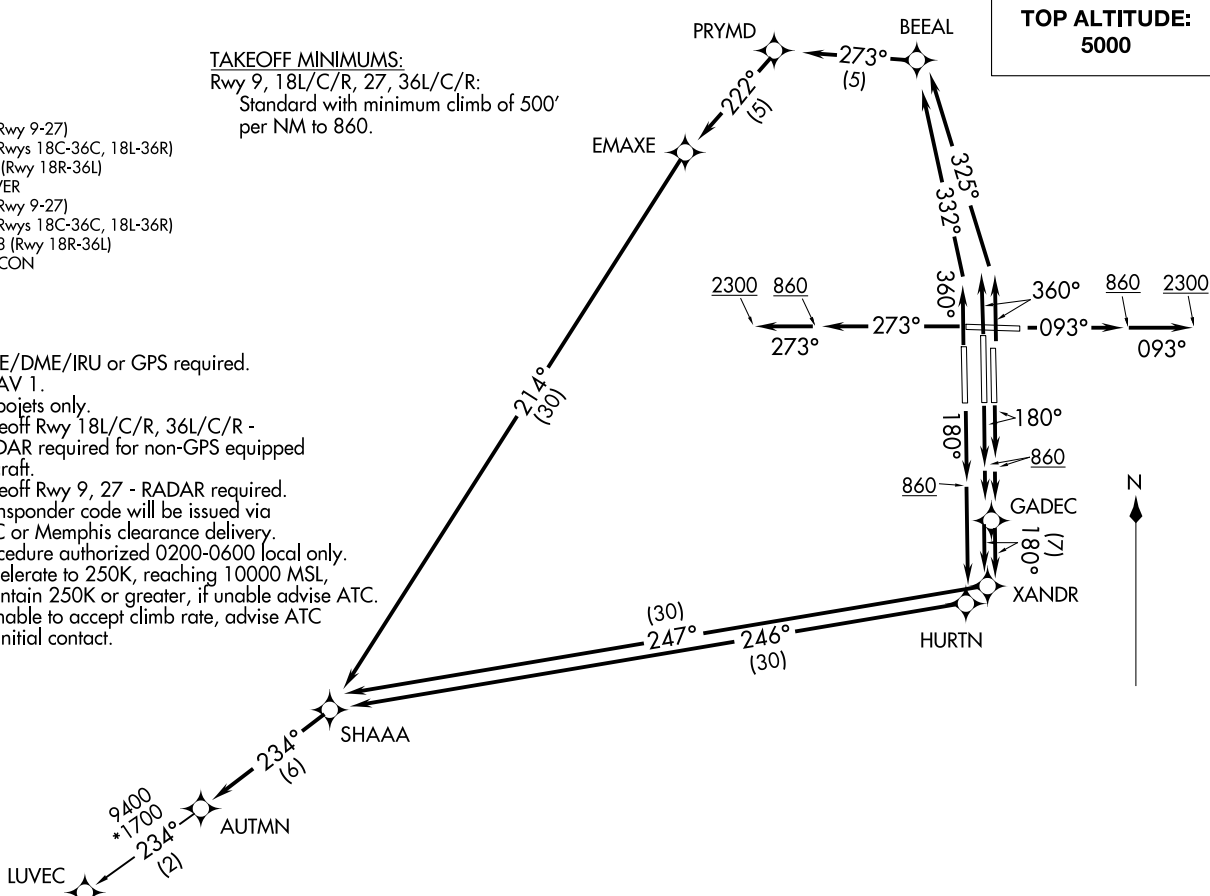 TOP ALTITUDE:
5000
TAKEOFF MINIMUMS:
Rwy 9, 18L/C/R, 27, 36L/C/R:
Standard with minimum climb of 500'
per NM to 860.
Rwy 9-27)
Rwys 18C-36C, 18L-36R)
(Rwy 18R-36L)
VER
Rwy 9-27)
Rwys 18C-36C, 18L-36R)
3 (Rwy 18R-36L)
CON
PRYMD
BEEAL
273°
(5)
222°
(5)
EMAXE
325°
332°
360°
360°
2300
860
273°
273°
860
2300
093°
093°
214°
(30)
E/DME/IRU or GPS required.
AV 1.
bojets only.
eoff Rwy 18L/C/R, 36L/C/R -
DAR required for non-GPS equipped
raft.
eoff Rwy 9, 27 - RADAR required.
nsponder code will be issued via
C or Memphis clearance delivery.
cedure authorized 0200-0600 local only.
elerate to 250K, reaching 10000 MSL,
ntain 250K or greater, if unable advise ATC.
nable to accept climb rate, advise ATC
nitial contact.
180°
180°
860
860
GADEC
(7)
180°
N
XANDR
HURTN
(30)
247°
246°
(30)
SHAAA
234°
(6)
AUTMN
9400
*1700
234°
(2)
LUVEC